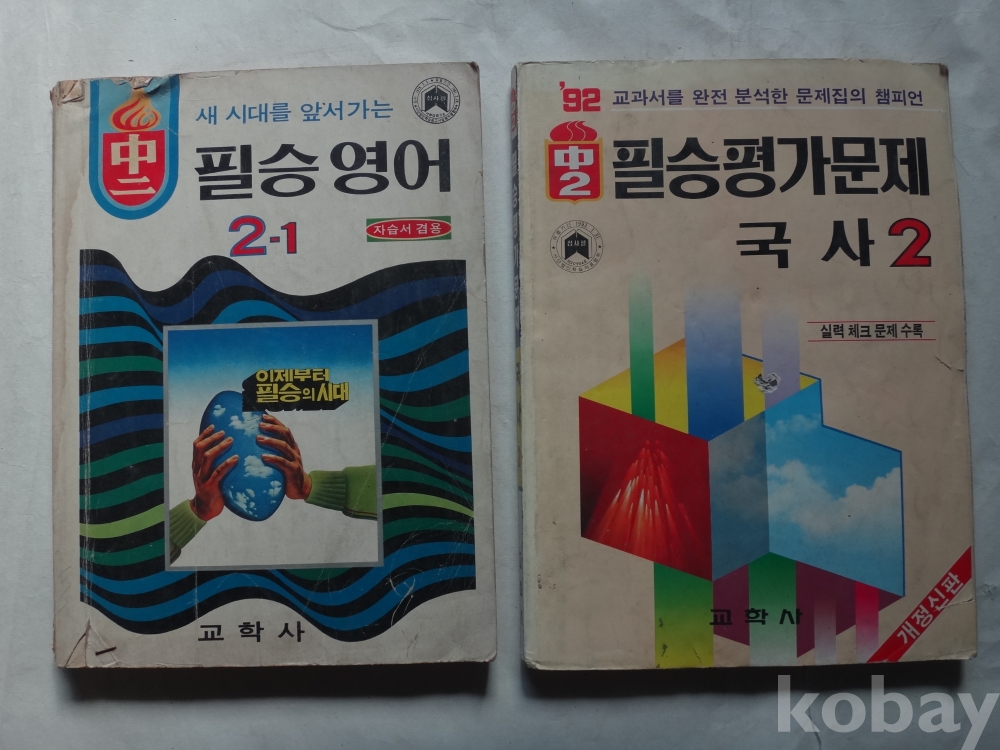 中二
새 시대를 앞서가는
필승 영어
2-1
자습서 겸용
이제부터
필승의 시대
교학사
'92 교과서를 완전 분석한 문제집의 챔피언
中2
필승평가문제
국사 2
검사필
실력 체크 문제 수록
교학사
개정신판
kobay